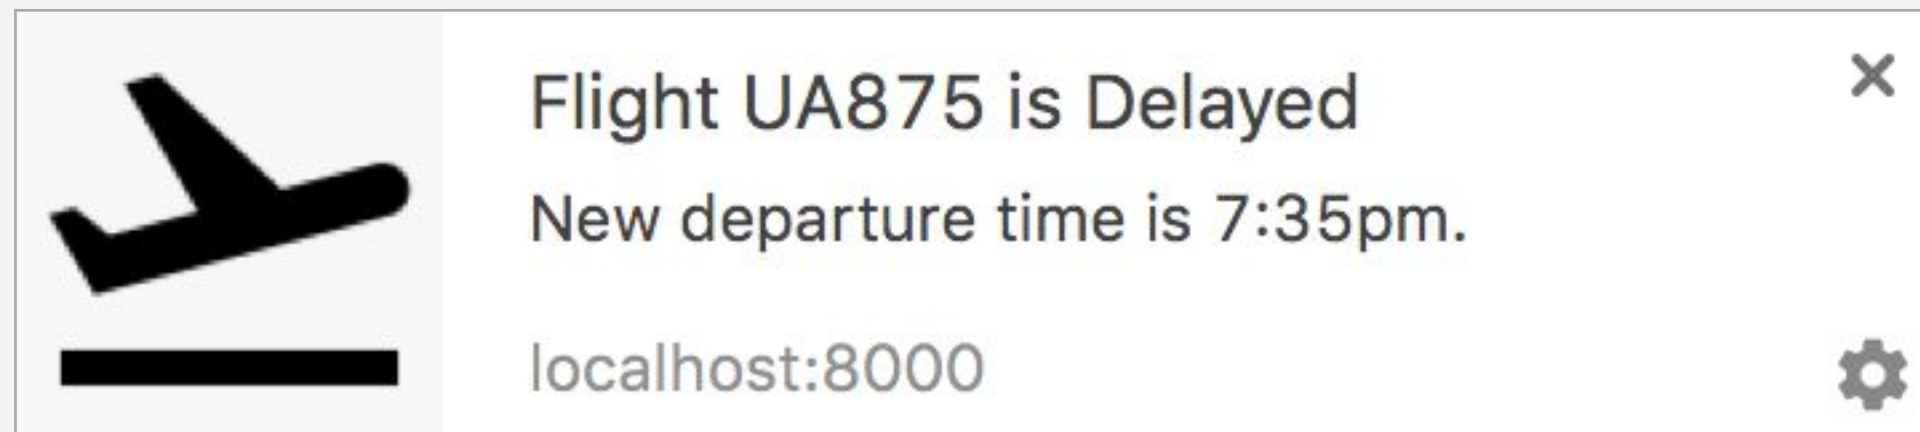 Flight UA875 is Delayed
New departure time is 7:35pm.
localhost:8000